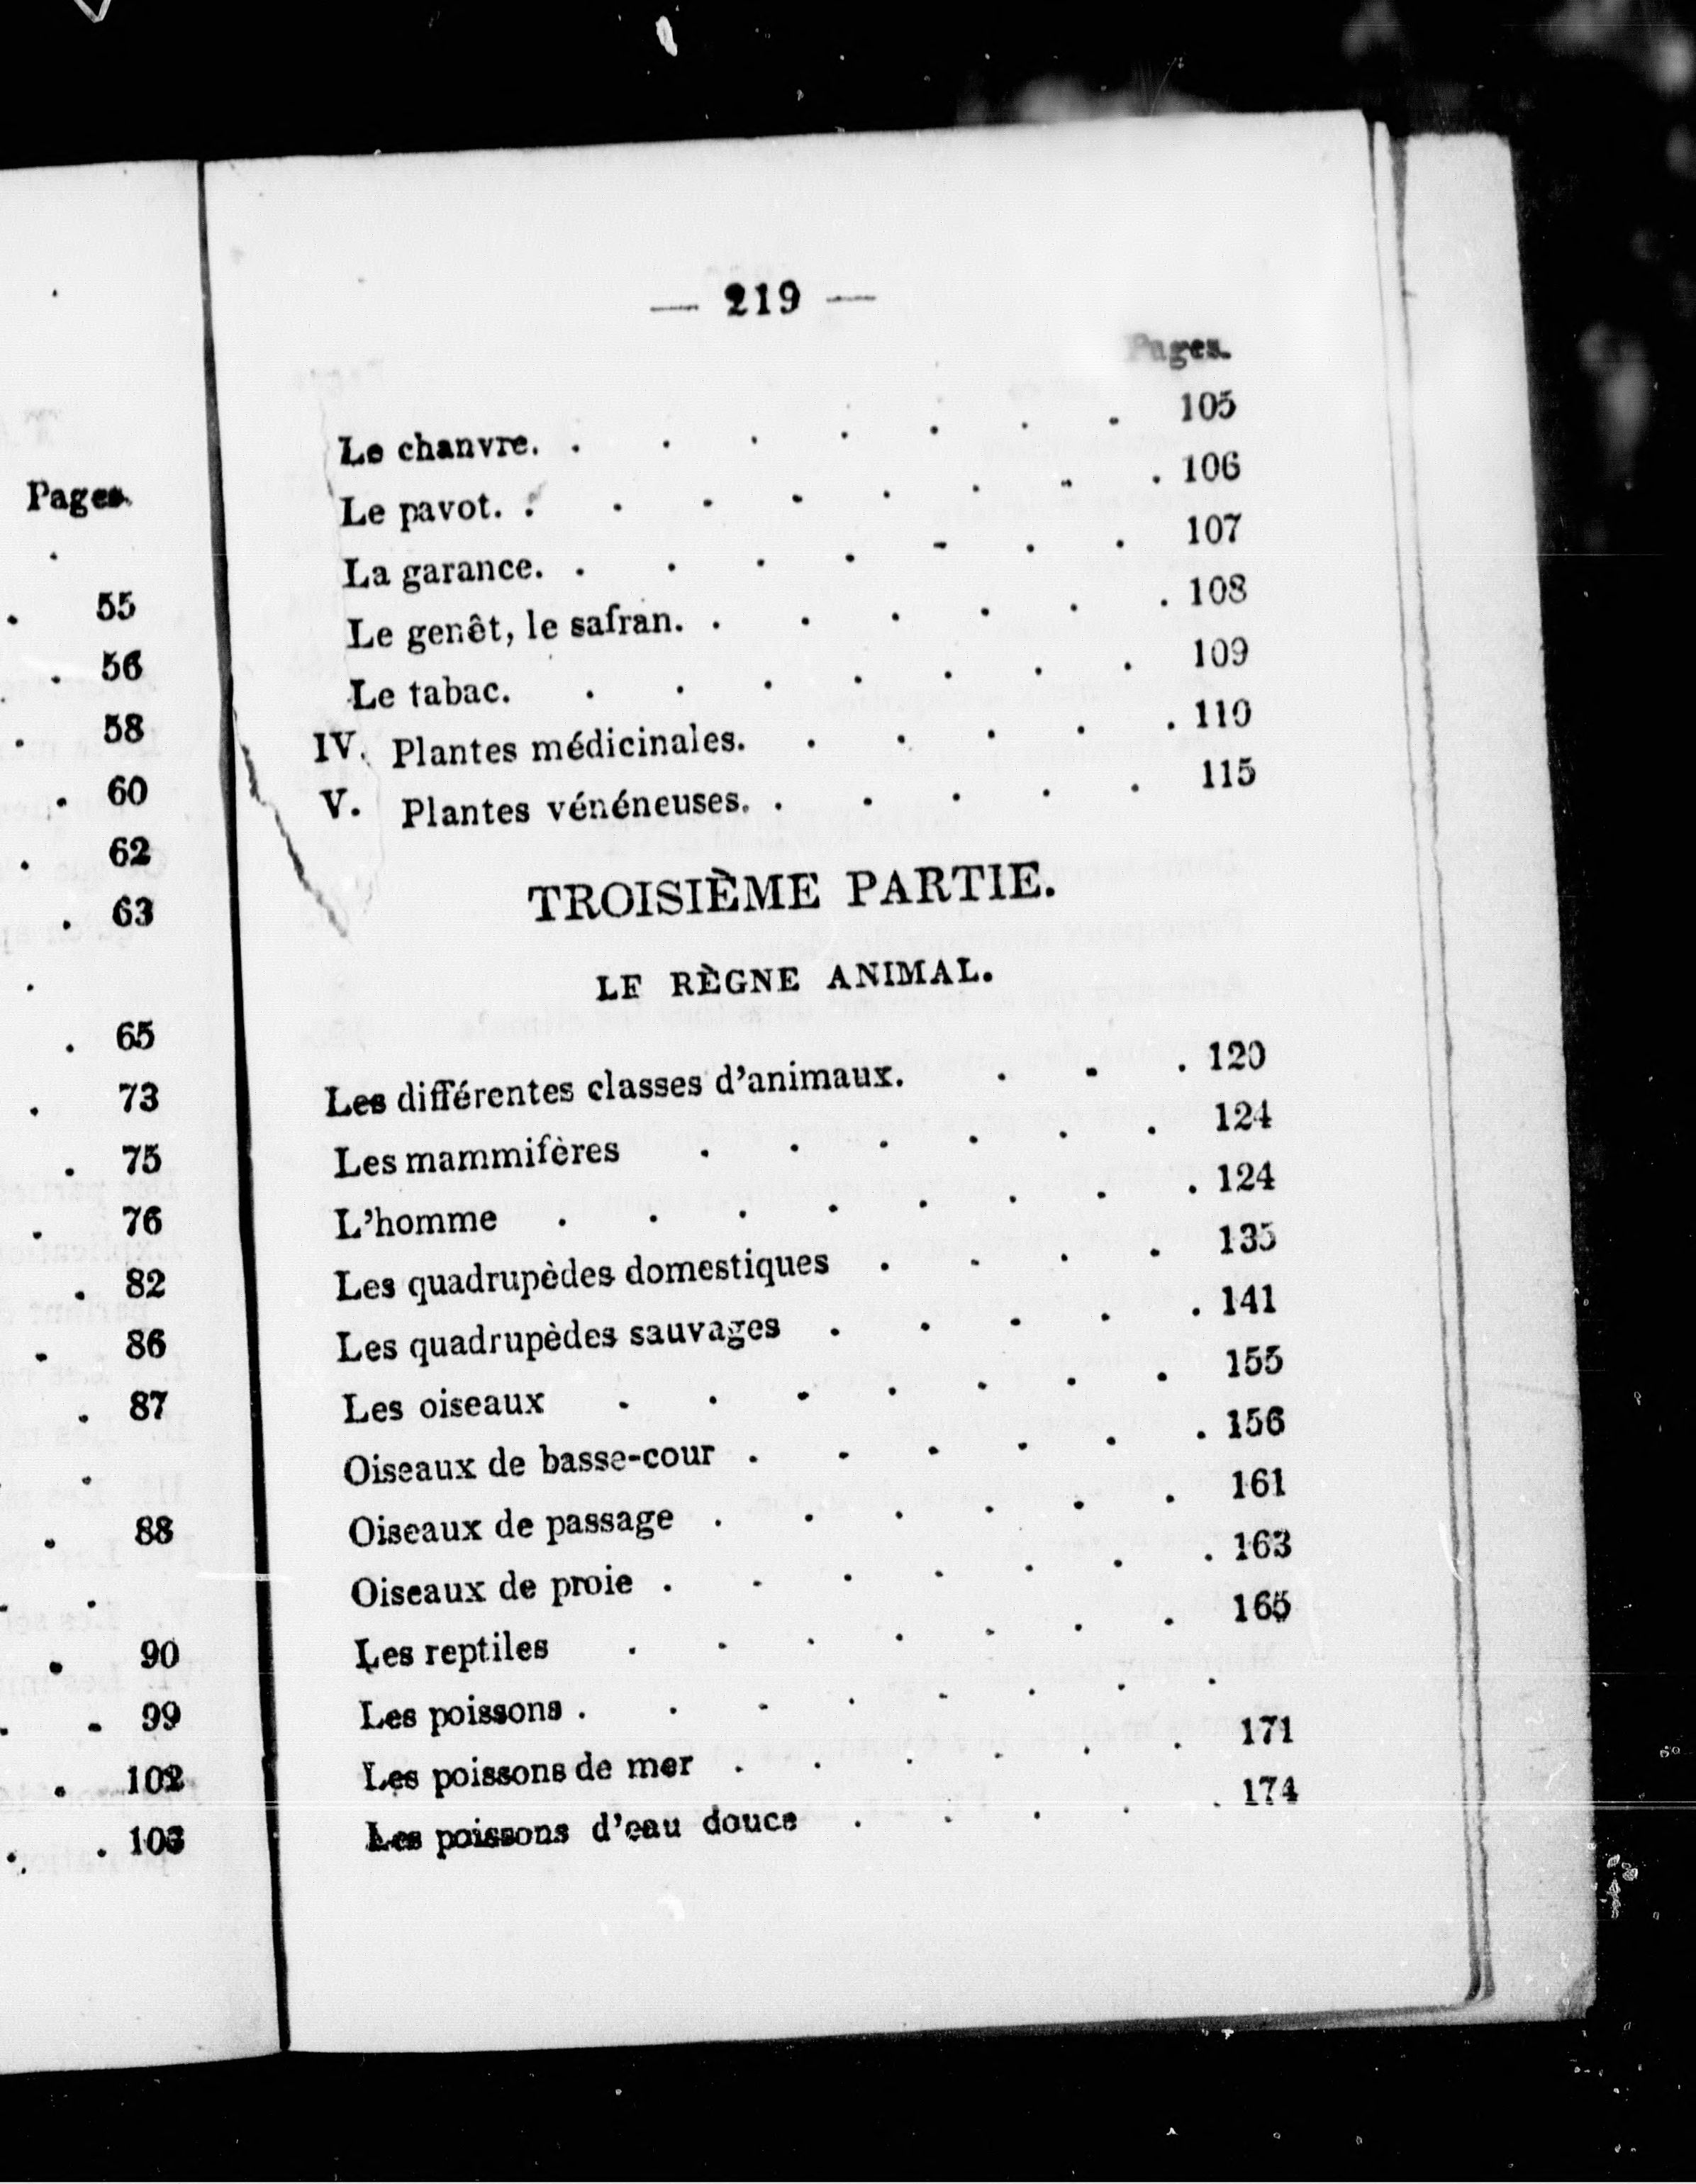 Pages.
55
56
58
60
62
63
65
73
75
76
82
86
87
88
90
99
102
103
— 219 —
Pages.
Le chanvre. . . . . . . . 105
Le pavot. . . . . . . . . 106
La garance. . . . . . . . 107
Le genêt, le safran. . . . . . . 108
Le tabac. . . . . . . . 109
IV. Plantes médicinales. . . . . . 110
V. Plantes vénéneuses. . . . . . 115
TROISIÈME PARTIE.
LE RÈGNE ANIMAL.
Les différentes classes d'animaux. . . . 120
Les mammifères . . . . . . 124
L'homme . . . . . . . . 124
Les quadrupèdes domestiques . . . . 135
Les quadrupèdes sauvages . . . . . 141
Les oiseaux . . . . . . . 155
Oiseaux de basse-cour . . . . . . 156
Oiseaux de passage . . . . . . 161
Oiseaux de proie . . . . . . . 163
Les reptiles . . . . . . . 165
Les poissons . . . . . . . .
Les poissons de mer . . . . . . 171
Les poissons d'eau douce . . . . . 174